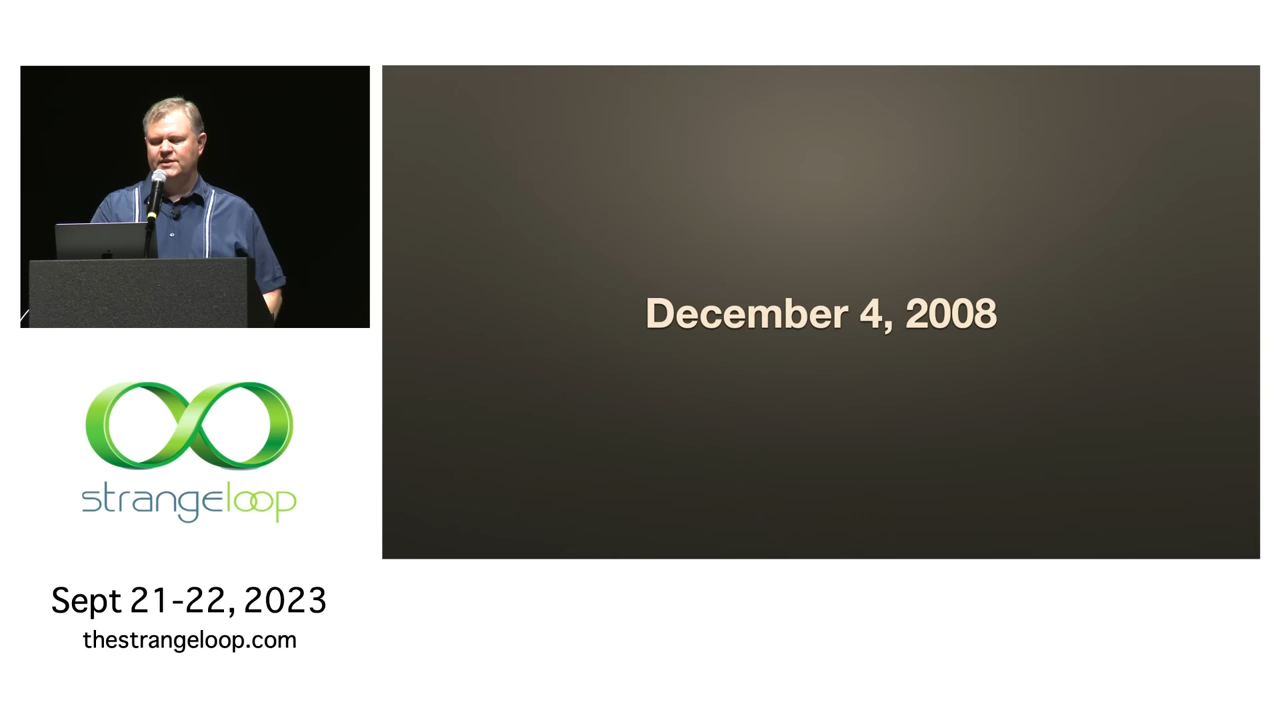 December 4, 2008
strangeloop
Sept 21-22, 2023
thestrangeloop.com